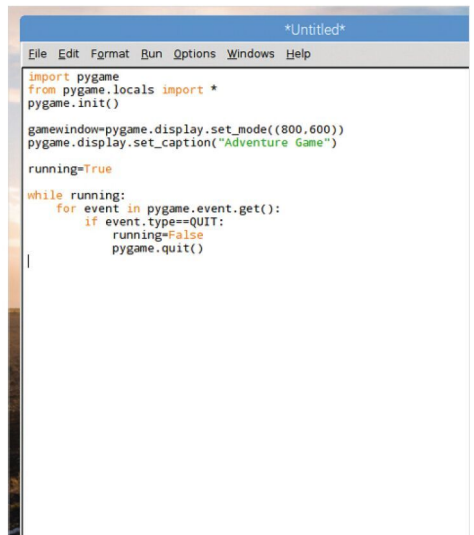 *Untitled*
File Edit Format Run Options Windows Help
import pygame
from pygame.locals import *
pygame.init()
gamewindow=pygame.display.set_mode((800,600))
pygame.display.set_caption("Adventure Game")
running=True
while running:
    for event in pygame.event.get():
        if event.type==QUIT:
            running=False
            pygame.quit()